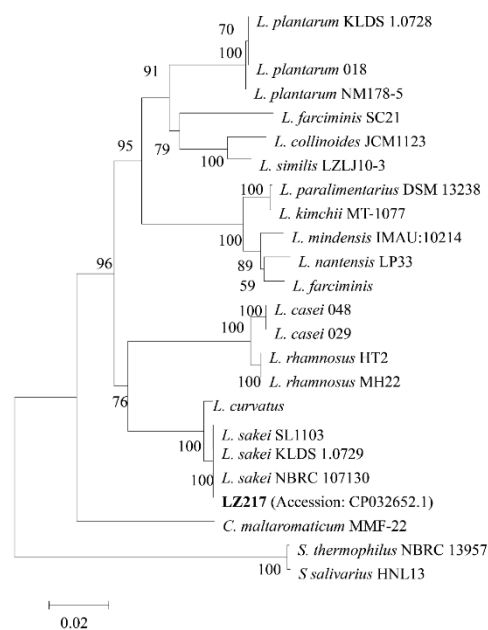 70
L. plantarum KLDS 1.0728
100
91
L. plantarum 018
L. plantarum NM178-5
L. farciminis SC21
95
79
L. collinoides JCM1123
100
L. similis LZLJ10-3
100
L. paralimentarius DSM 13238
L. kimchii MT-1077
100
L. mindensis IMAU:10214
96
89
L. nantensis LP33
59
L. farciminis
100
L. casei 048
100
L. casei 029
L. rhamnosus HT2
100
L. rhamnosus MH22
76
L. curvatus
L. sakei SL1103
100
L. sakei KLDS 1.0729
100
L. sakei NBRC 107130
LZ217 (Accession: CP032652.1)
C. maltaromaticum MMF-22
S. thermophilus NBRC 13957
100
S salivarius HNL13
0.02